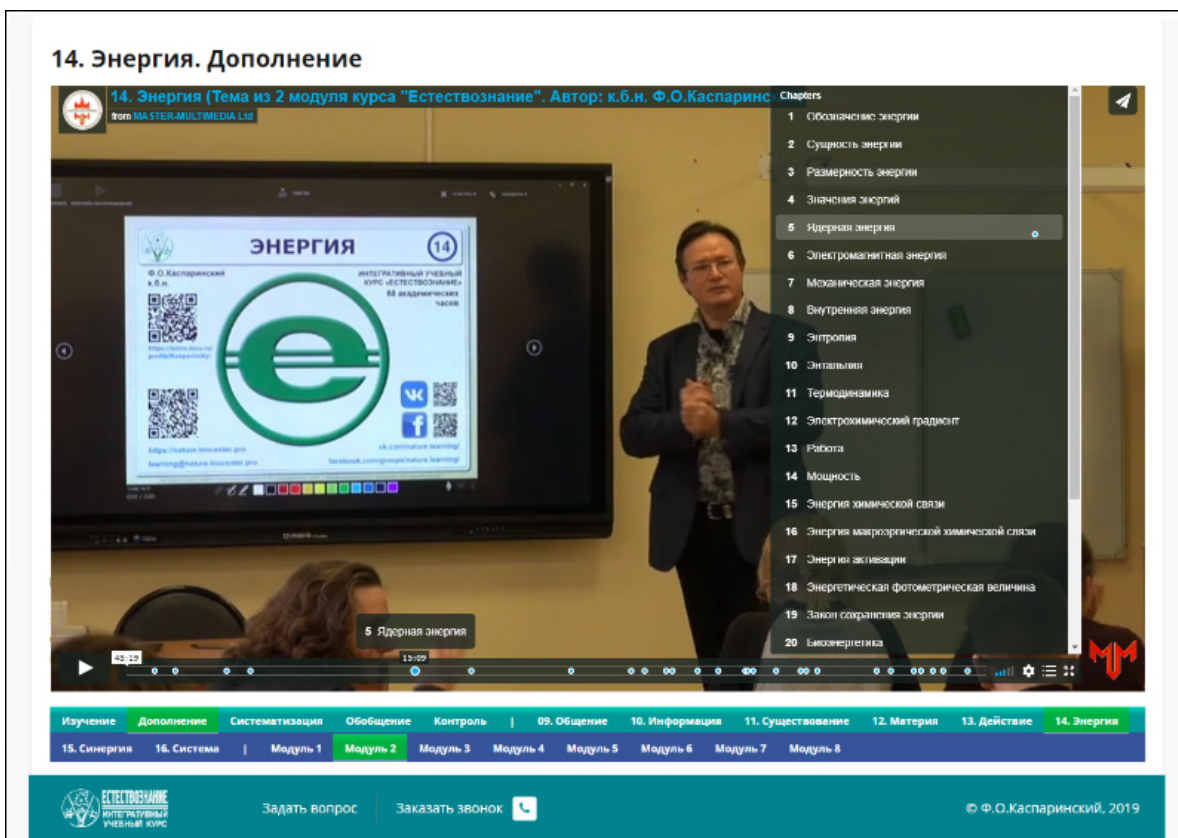 14. Энергия. Дополнение
14. Энергия (Тема из 2 модуля курса "Естествознание". Автор: к.б.н. Ф.О.Каспаринс
from MASTER-MULTIMEDIA Ltd
Chapters
1 Обозначение энергии
2 Сущность энергии
3 Размерность энергии
4 Значения энергий
5 Ядерная энергия
6 Электромагнитная энергия
7 Механическая энергия
8 Внутренняя энергия
9 Энтропия
10 Энтальпия
11 Термодинамика
12 Электрохимический градиент
13 Работа
14 Мощность
15 Энергия химической связи
16 Энергия макроэргической химической связи
17 Энергия активации
18 Энергетическая фотометрическая величина
19 Закон сохранения энергии
20 Биоэнергетика
ЭНЕРГИЯ
14
Ф.О.Каспаринский
к.б.н.
ИНТЕГРАТИВНЫЙ УЧЕБНЫЙ
КУРС «ЕСТЕСТВОЗНАНИЕ»
68 академических
часов
https://nature.biocenter.pro
learning@nature.biocenter.pro
vk.com/nature.learning/
facebook.com/groups/nature.learning/
5 Ядерная энергия
45:19
15:09
Изучение Дополнение Систематизация Обобщение Контроль | 09. Общение 10. Информация 11. Существование 12. Материя 13. Действие 14. Энергия
15. Синергия 16. Система | Модуль 1 Модуль 2 Модуль 3 Модуль 4 Модуль 5 Модуль 6 Модуль 7 Модуль 8
ЕСТЕСТВОЗНАНИЕ
ИНТЕГРАТИВНЫЙ
УЧЕБНЫЙ КУРС
Задать вопрос Заказать звонок
© Ф.О.Каспаринский, 2019